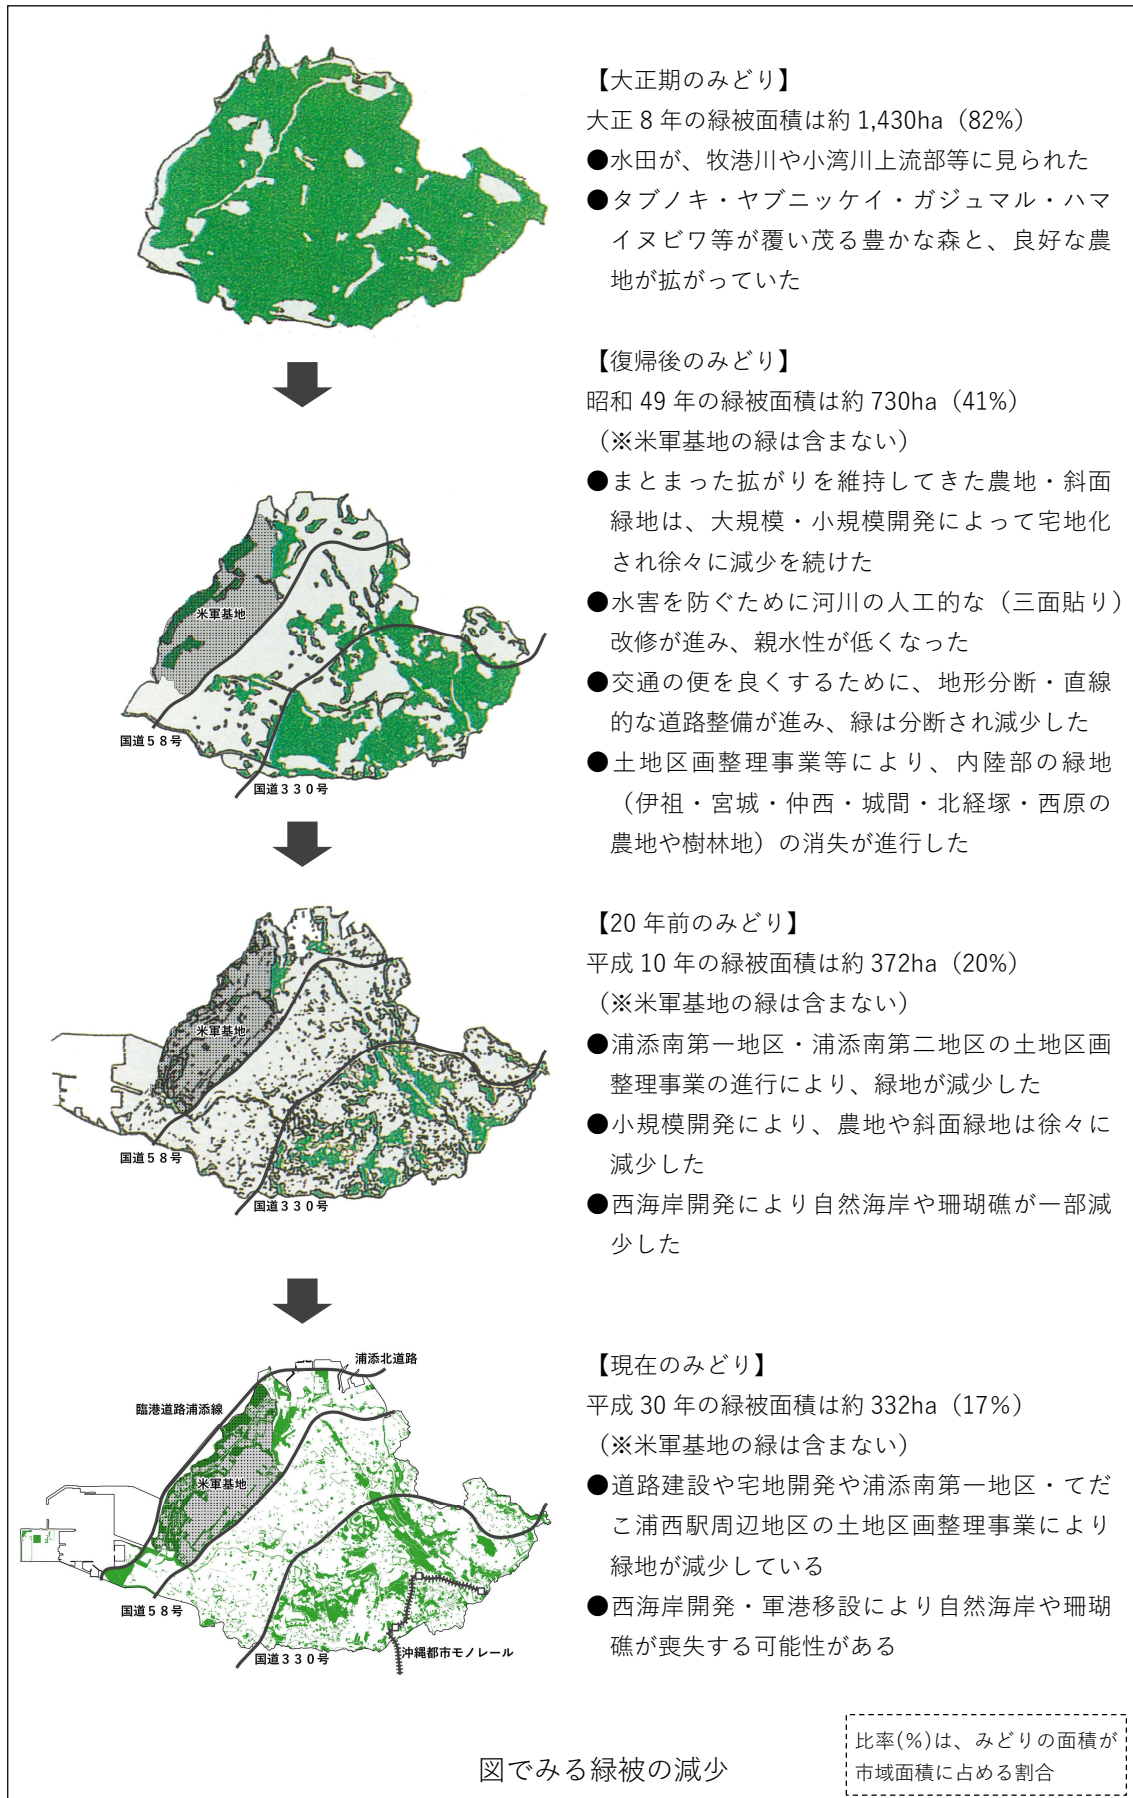 【大正期のみどり】
大正 8 年の緑被面積は約 1,430ha（82%）
●水田が、牧港川や小湾川上流部等に見られた
●タブノキ・ヤブニッケイ・ガジュマル・ハマ
イヌビワ等が覆い茂る豊かな森と、良好な農
地が拡がっていた
【復帰後のみどり】
昭和 49 年の緑被面積は約 730ha（41%）
（※米軍基地の緑は含まない）
●まとまった拡がりを維持してきた農地・斜面
緑地は、大規模・小規模開発によって宅地化
され徐々に減少を続けた
●水害を防ぐために河川の人工的な（三面貼り）
改修が進み、親水性が低くなった
●交通の便を良くするために、地形分断・直線
的な道路整備が進み、緑は分断され減少した
●土地区画整理事業等により、内陸部の緑地
（伊祖・宮城・仲西・城間・北経塚・西原の
農地や樹林地）の消失が進行した
米軍基地
国道５８号
国道３３０号
【20 年前のみどり】
平成 10 年の緑被面積は約 372ha（20%）
（※米軍基地の緑は含まない）
●浦添南第一地区・浦添南第二地区の土地区画
整理事業の進行により、緑地が減少した
●小規模開発により、農地や斜面緑地は徐々に
減少した
●西海岸開発により自然海岸や珊瑚礁が一部減
少した
米軍基地
国道５８号
国道３３０号
【現在のみどり】
平成 30 年の緑被面積は約 332ha（17%）
（※米軍基地の緑は含まない）
●道路建設や宅地開発や浦添南第一地区・てだ
こ浦西駅周辺地区の土地区画整理事業により
緑地が減少している
●西海岸開発・軍港移設により自然海岸や珊瑚
礁が喪失する可能性がある
浦添北道路
臨港道路浦添線
米軍基地
国道５８号
国道３３０号
沖縄都市モノレール
図でみる緑被の減少
比率(%)は、みどりの面積が
市域面積に占める割合